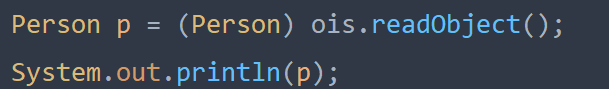 Person p = (Person) ois.readObject();
System.out.println(p);